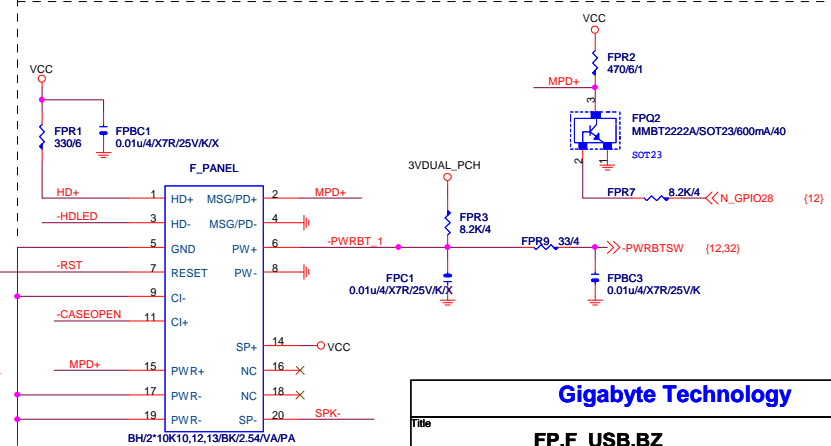 VCC
FPR2
470/6/1
MPD+
3
FPQ2
MMBT2222A/SOT23/600mA/40
SOT23
2
1
FPR7
8.2K/4
N_GPIO28
{12}
VCC
FPR1
330/6
FPBC1
0.01u/4/X7R/25V/K/X
F_PANEL
HD+ 1 HD+ MSG/PD+ 2 MPD+
-HDLED 3 HD- MSG/PD- 4
5 GND PW+ 6 -PWRBT_1
-RST 7 RESET PW- 8
9 CI-
-CASEOPEN 11 CI+
SP+ 14 VCC
MPD+ 15 PWR+ NC 16
17 PWR- NC 18
19 PWR- SP- 20 SPK-
BH/2*10K10,12,13/BK/2.54/VA/PA
3VDUAL_PCH
FPR3
8.2K/4
FPR9 33/4
-PWRBTSW
{12,32}
FPC1
0.01u/4/X7R/25V/K/X
FPBC3
0.01u/4/X7R/25V/K
Gigabyte Technology
Title
FP,F_USB,BZ